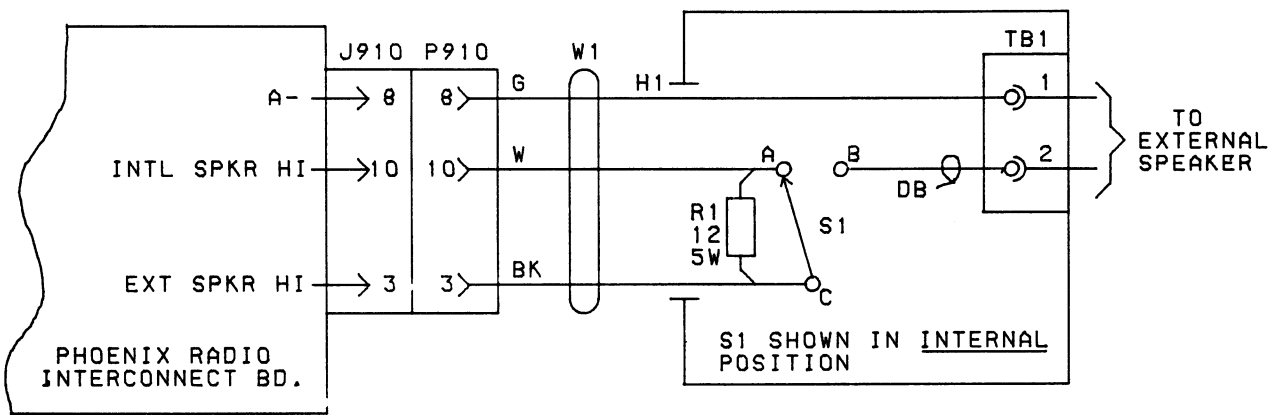 J910 P910 W1 TB1
A- 8 8 G H1 1
INTL SPKR HI 10 10 W A B 2
DB
TO
EXTERNAL
SPEAKER
R1
12
5W
S1
EXT SPKR HI 3 3 BK C
S1 SHOWN IN INTERNAL
POSITION
PHOENIX RADIO
INTERCONNECT BD.